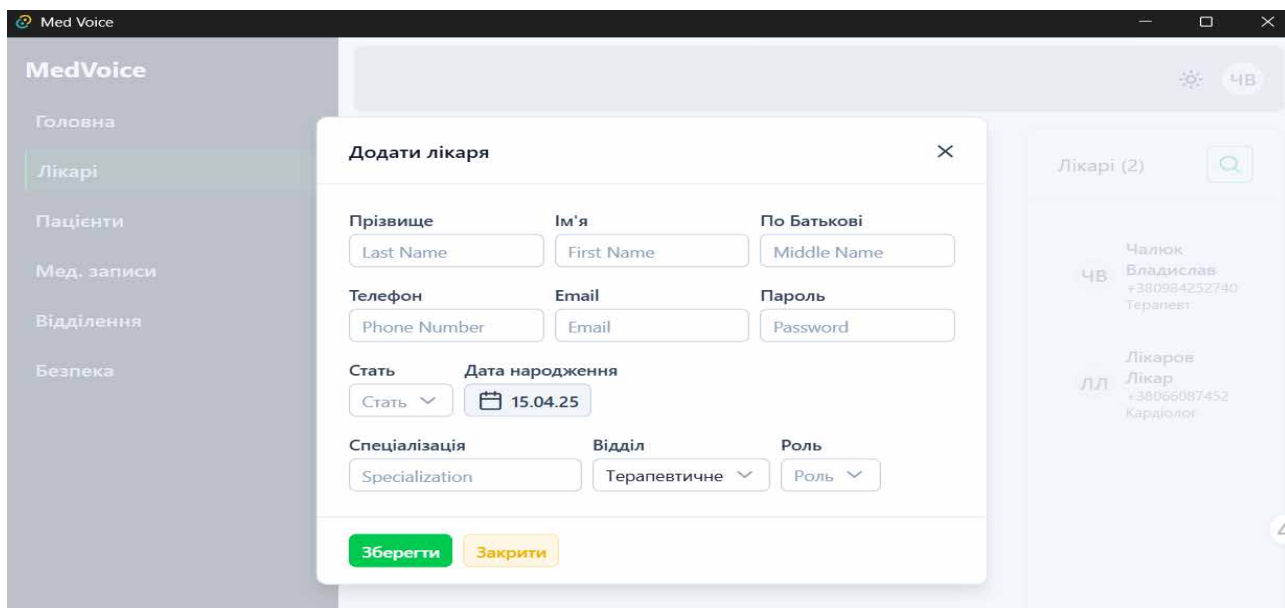 Med Voice
MedVoice
ЧВ
Головна
Лікарі
Пацієнти
Мед. записи
Відділення
Безпека
Додати лікаря
Прізвище Ім'я По Батькові
Last Name First Name Middle Name
Телефон Email Пароль
Phone Number Email Password
Стать Дата народження
Стать 15.04.25
Спеціалізація Відділ Роль
Specialization Терапевтичне Роль
Зберегти Закрити
Лікарі (2)
ЧВ
Чалюк
Владислав
+380984252740
Терапевт
ЛЛ
Лікаров
Лікар
+38066087452
Кардіолог